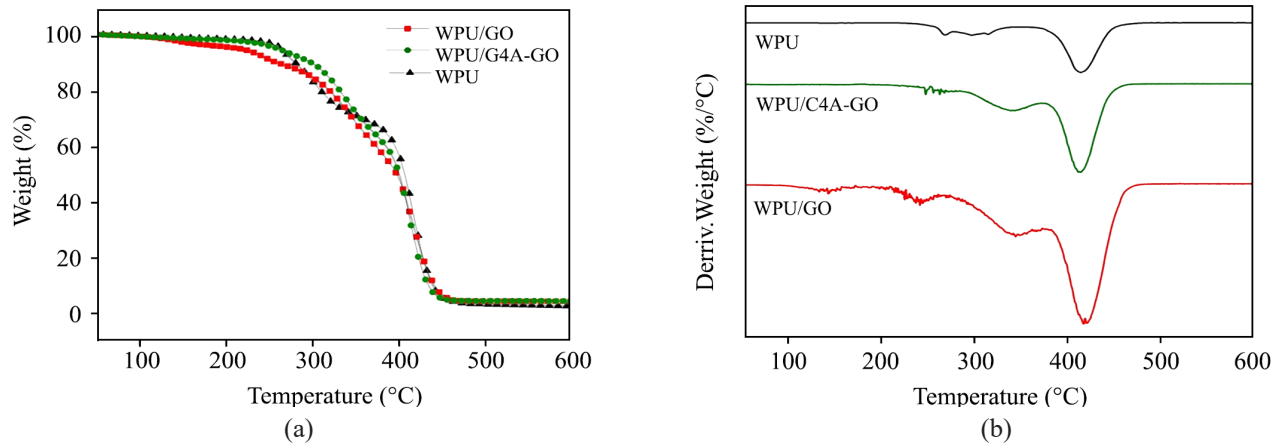 100
80
60
40
20
0
Weight (%)
WPU/GO
WPU/G4A-GO
WPU
100 200 300 400 500 600
Temperature (°C)
(a)
WPU
WPU/C4A-GO
WPU/GO
Derriv.Weight (%/°C)
100 200 300 400 500 600
Temperature (°C)
(b)